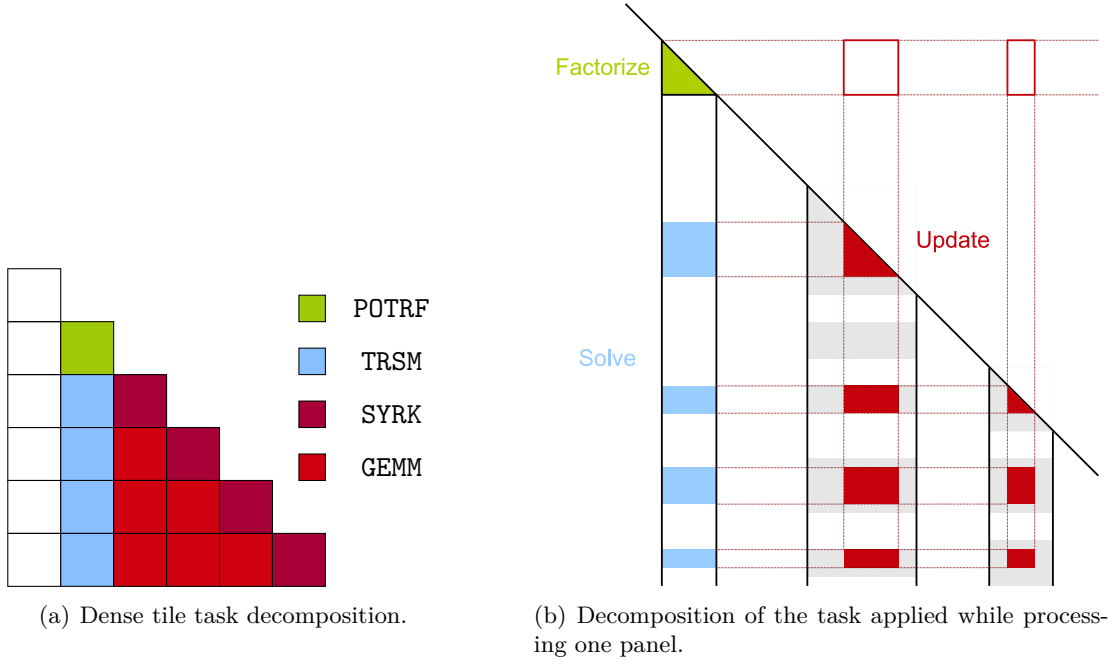 POTRF
TRSM
SYRK
GEMM
(a) Dense tile task decomposition.
Factorize
Update
Solve
(b) Decomposition of the task applied while process-
ing one panel.